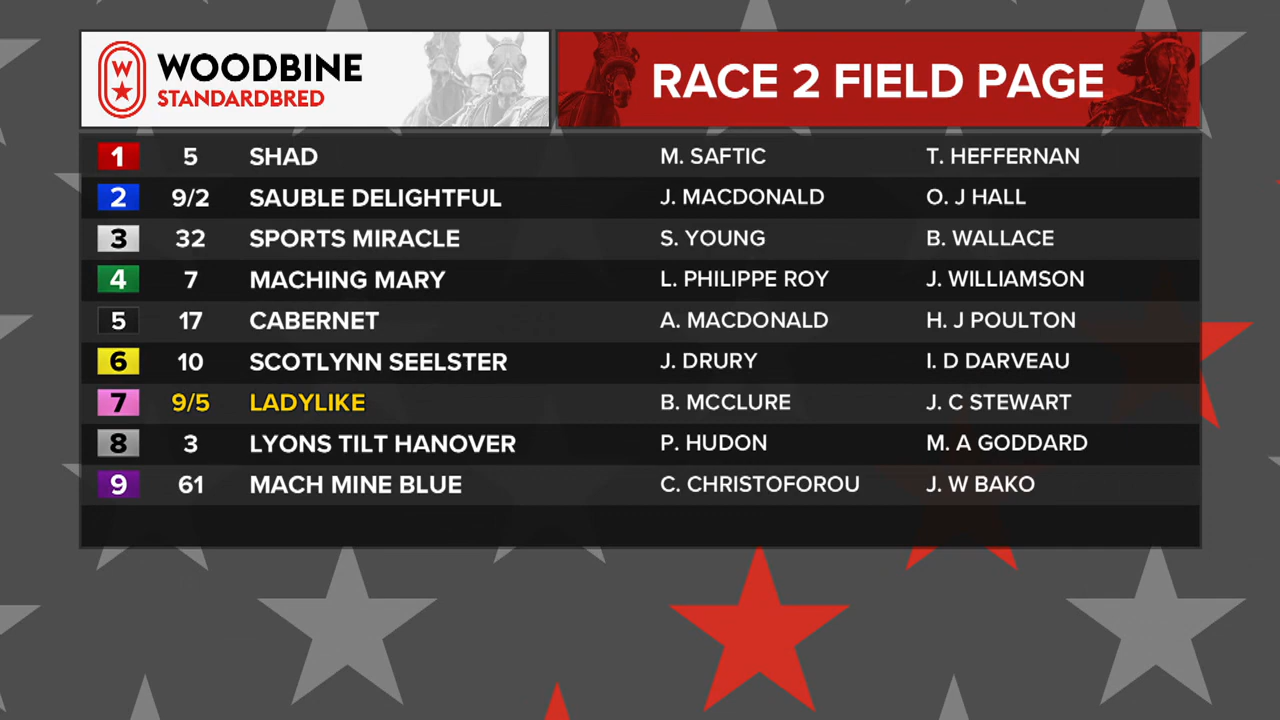 W
WOODBINE
STANDARDBRED
RACE 2 FIELD PAGE
1 5 SHAD M. SAFTIC T. HEFFERNAN
2 9/2 SAUBLE DELIGHTFUL J. MACDONALD O. J HALL
3 32 SPORTS MIRACLE S. YOUNG B. WALLACE
4 7 MACHING MARY L. PHILIPPE ROY J. WILLIAMSON
5 17 CABERNET A. MACDONALD H. J POULTON
6 10 SCOTLYNN SEELSTER J. DRURY I. D DARVEAU
7 9/5 LADYLIKE B. MCCLURE J. C STEWART
8 3 LYONS TILT HANOVER P. HUDON M. A GODDARD
9 61 MACH MINE BLUE C. CHRISTOFOROU J. W BAKO